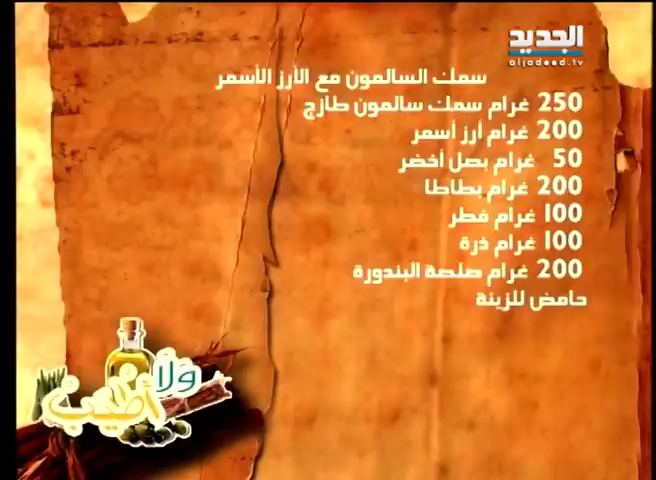 الجديد
aljadeed.tv
سمك السالمون مع الأرز الأسمر
250 غرام سمك سالمون طازج
200 غرام أرز أسمر
50 غرام بصل أخضر
200 غرام بطاطا
100 غرام فطر
100 غرام ذرة
200 غرام صلصة البندورة
حامض للزينة
ولا
أطيب